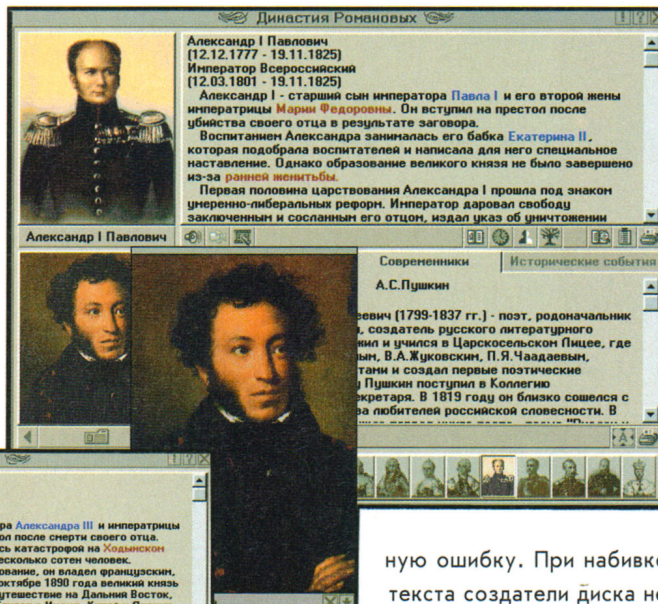 Династия Романовых
Александр I Павлович
(12.12.1777 - 19.11.1825)
Император Всероссийский
(12.03.1801 - 19.11.1825)
Александр I - старший сын императора Павла I и его второй жены
императрицы Марии Федоровны. Он вступил на престол после
убийства своего отца в результате заговора.
Воспитанием Александра занималась его бабка Екатерина II,
которая подобрала воспитателей и написала для него специальное
наставление. Однако образование великого князя не было завершено
из-за ранней женитьбы.
Первая половина царствования Александра I прошла под знаком
умеренно-либеральных реформ. Император даровал свободу
заключенным и сосланным его отцом, издал указ об уничтожении
Александр I Павлович
Современники
Исторические события
А.С.Пушкин
еевич (1799-1837 гг.) - поэт, родоначальник
, создатель русского литературного
жил и учился в Царскосельском Лицее, где
ным, В.А.Жуковским, П.Я.Чаадаевым,
тами и создал первые поэтические
у Пушкин поступил в Коллегию
екретаря. В 1819 году он близко сошелся с
ва любителей российской словесности. В
ра Александра III и императрицы
ол после смерти своего отца.
сь катастрофой на Ходынском
есколько сотен человек.
ование, он владел французским,
октябре 1890 года великий князь
утешествие на Дальний Восток,
ную ошибку. При набивке
текста создатели диска не